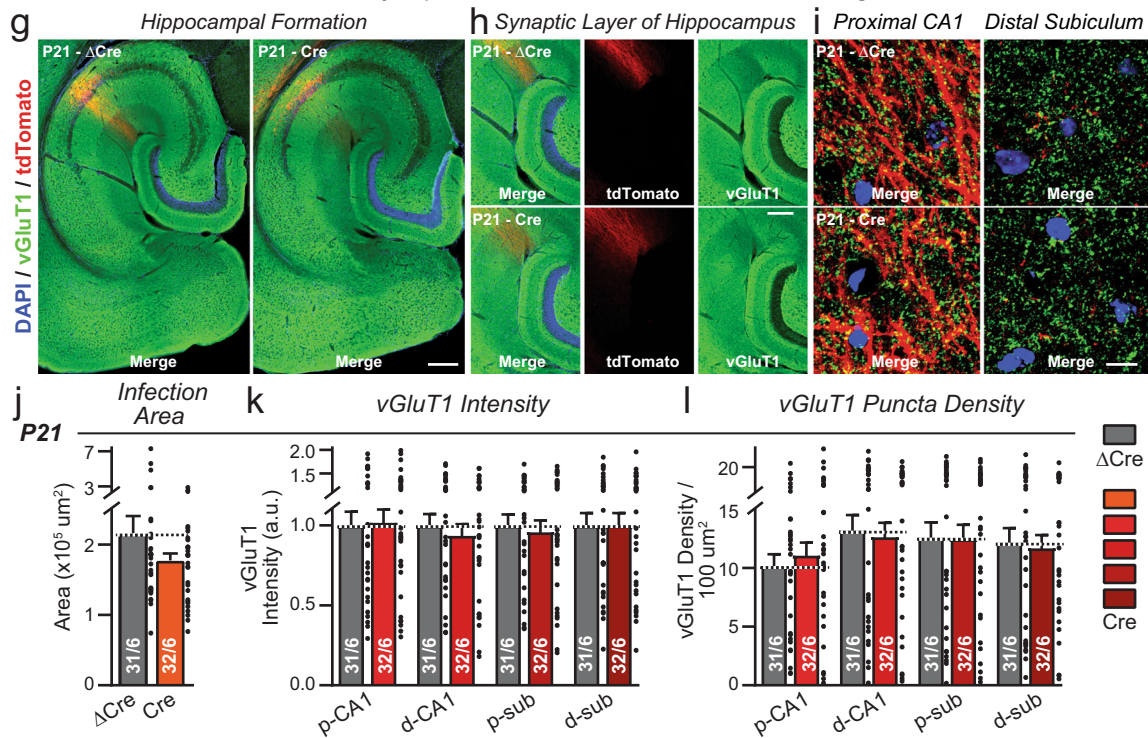 g Hippocampal Formation
h Synaptic Layer of Hippocampus
i Proximal CA1 Distal Subiculum
DAPI / vGluT1 / tdTomato
P21 - ΔCre
P21 - Cre
Merge
Merge
P21 - ΔCre
Merge
tdTomato
vGluT1
P21 - Cre
Merge
tdTomato
vGluT1
P21 - ΔCre
Merge
Merge
P21 - Cre
Merge
Merge
j Infection
Area
k vGluT1 Intensity
l vGluT1 Puncta Density
P21
Area (x10⁵ um²)
7
3
2
1
0
31/6
32/6
ΔCre
Cre
vGluT1
Intensity (a.u.)
2.0
1.5
1.0
0.5
0.0
31/6
32/6
31/6
32/6
31/6
32/6
31/6
32/6
p-CA1
d-CA1
p-sub
d-sub
vGluT1 Density /
100 um²
20
15
10
5
0
31/6
32/6
31/6
32/6
31/6
32/6
31/6
32/6
p-CA1
d-CA1
p-sub
d-sub
ΔCre
Cre